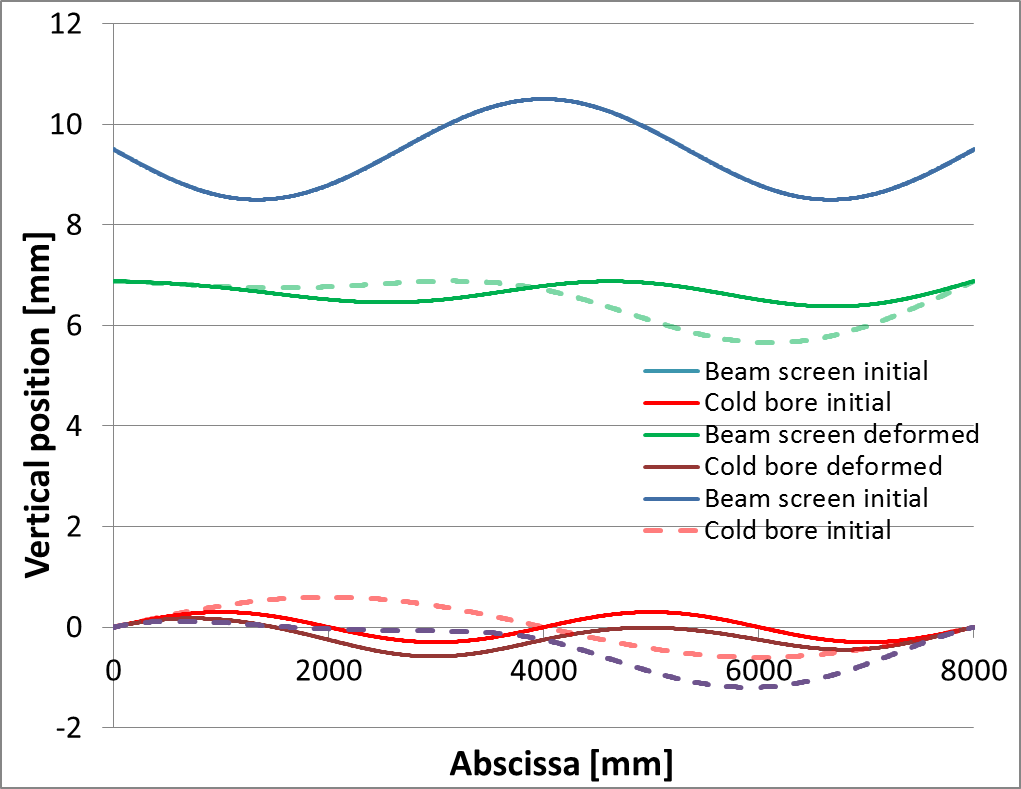 12
10
8
6
4
2
0
-2
Vertical position [mm]
Beam screen initial
Cold bore initial
Beam screen deformed
Cold bore deformed
Beam screen initial
Cold bore initial
0
2000
4000
6000
8000
Abscissa [mm]